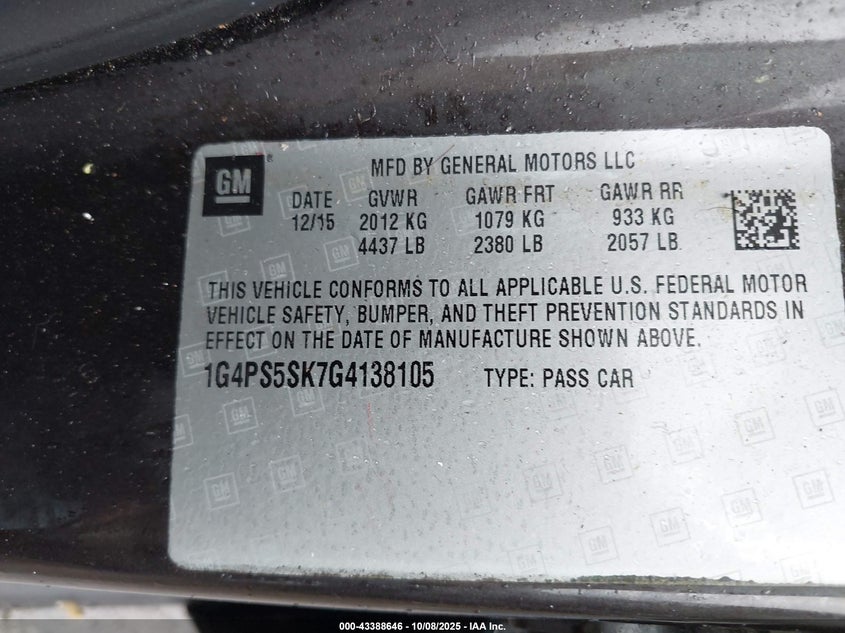 GM
MFD BY GENERAL MOTORS LLC
DATE GVWR GAWR FRT GAWR RR
12/15 2012 KG 1079 KG 933 KG
4437 LB 2380 LB 2057 LB
THIS VEHICLE CONFORMS TO ALL APPLICABLE U.S. FEDERAL MOTOR
VEHICLE SAFETY, BUMPER, AND THEFT PREVENTION STANDARDS IN
EFFECT ON THE DATE OF MANUFACTURE SHOWN ABOVE.
1G4PS5SK7G4138105 TYPE: PASS CAR
000-43388646 - 10/08/2025 - IAA Inc.